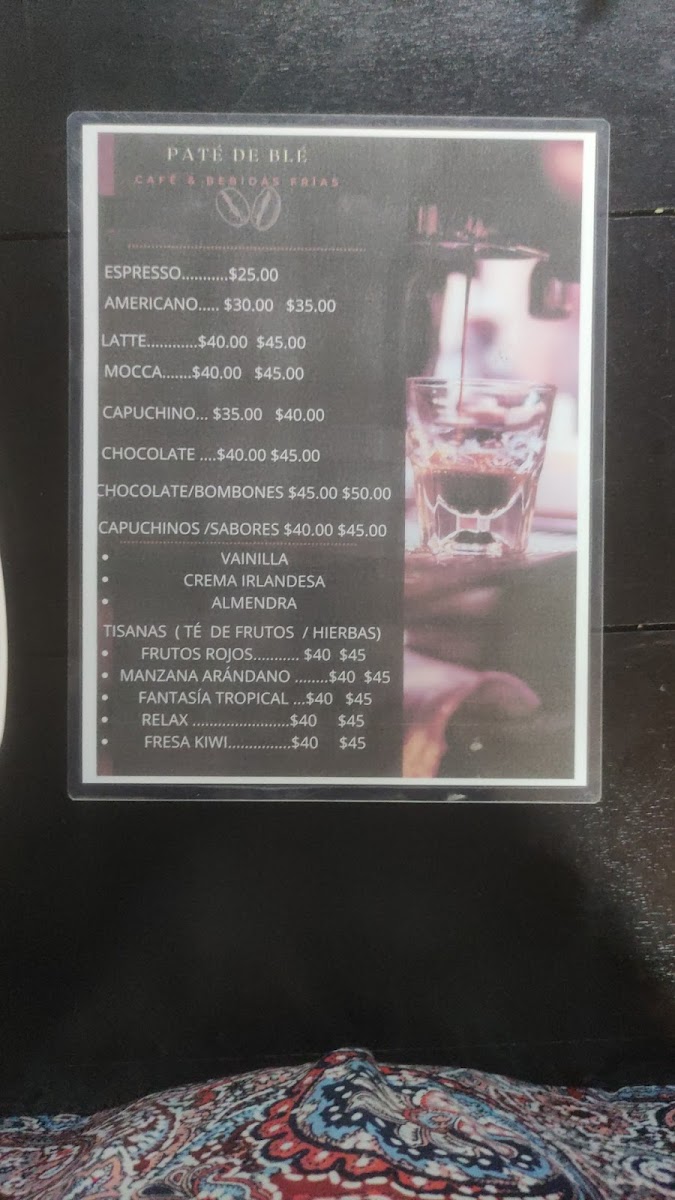 PATÉ DE BLÉ
CAFÉ & BEBIDAS FRÍAS
ESPRESSO...........$25.00
AMERICANO..... $30.00 $35.00
LATTE............$40.00 $45.00
MOCCA.......$40.00 $45.00
CAPUCHINO... $35.00 $40.00
CHOCOLATE ....$40.00 $45.00
CHOCOLATE/BOMBONES $45.00 $50.00
CAPUCHINOS /SABORES $40.00 $45.00
• VAINILLA
• CREMA IRLANDESA
• ALMENDRA
TISANAS ( TÉ DE FRUTOS / HIERBAS)
• FRUTOS ROJOS........... $40 $45
• MANZANA ARÁNDANO ........$40 $45
• FANTASÍA TROPICAL ...$40 $45
• RELAX .......................$40 $45
• FRESA KIWI...............$40 $45